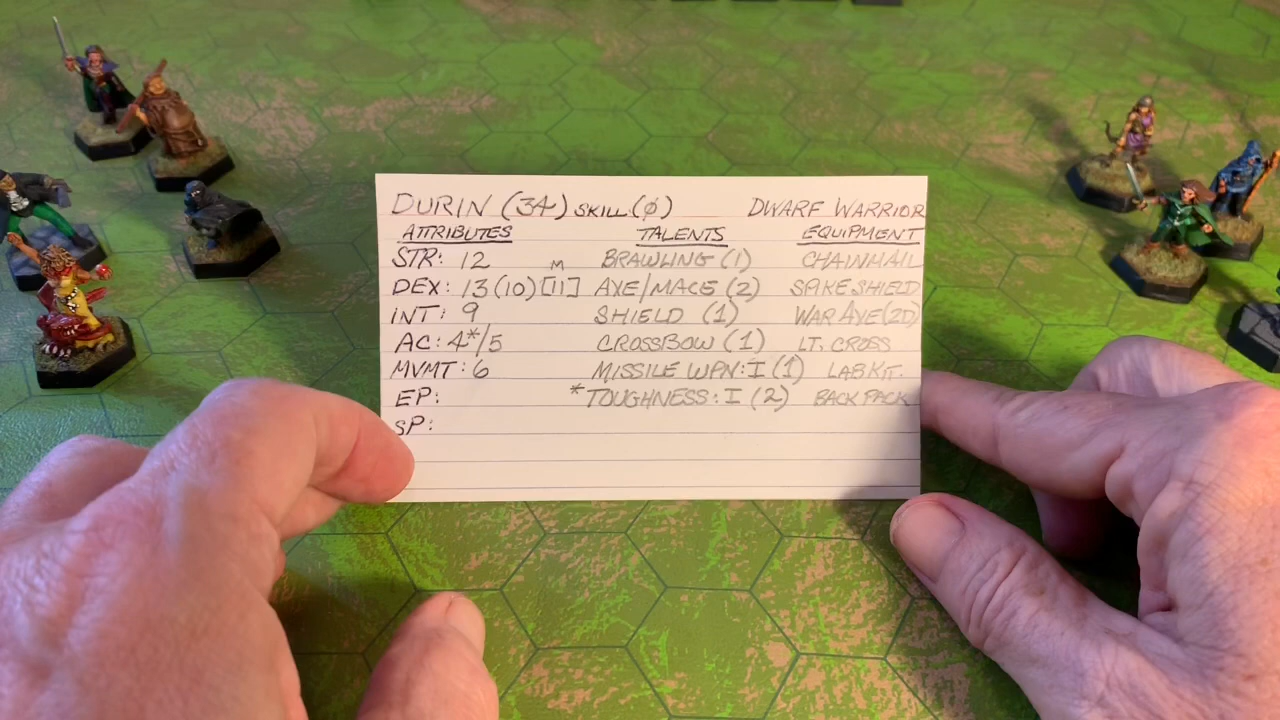 DURIN (34) SKILL (ϕ) DWARF WARRIOR
ATTRIBUTES TALENTS EQUIPMENT
STR: 12 BRAWLING (1) CHAINMAIL
M
DEX: 13 (10) [11] AXE/MACE (2) SPIKE SHIELD
INT: 9 SHIELD (1) WAR AXE (2D)
AC: 4*/5 CROSSBOW (1) LT. CROSS
MVMT: 6 MISSILE WPN: I (1) LAB KIT.
EP: *TOUGHNESS: I (2) BACK PACK
SP: